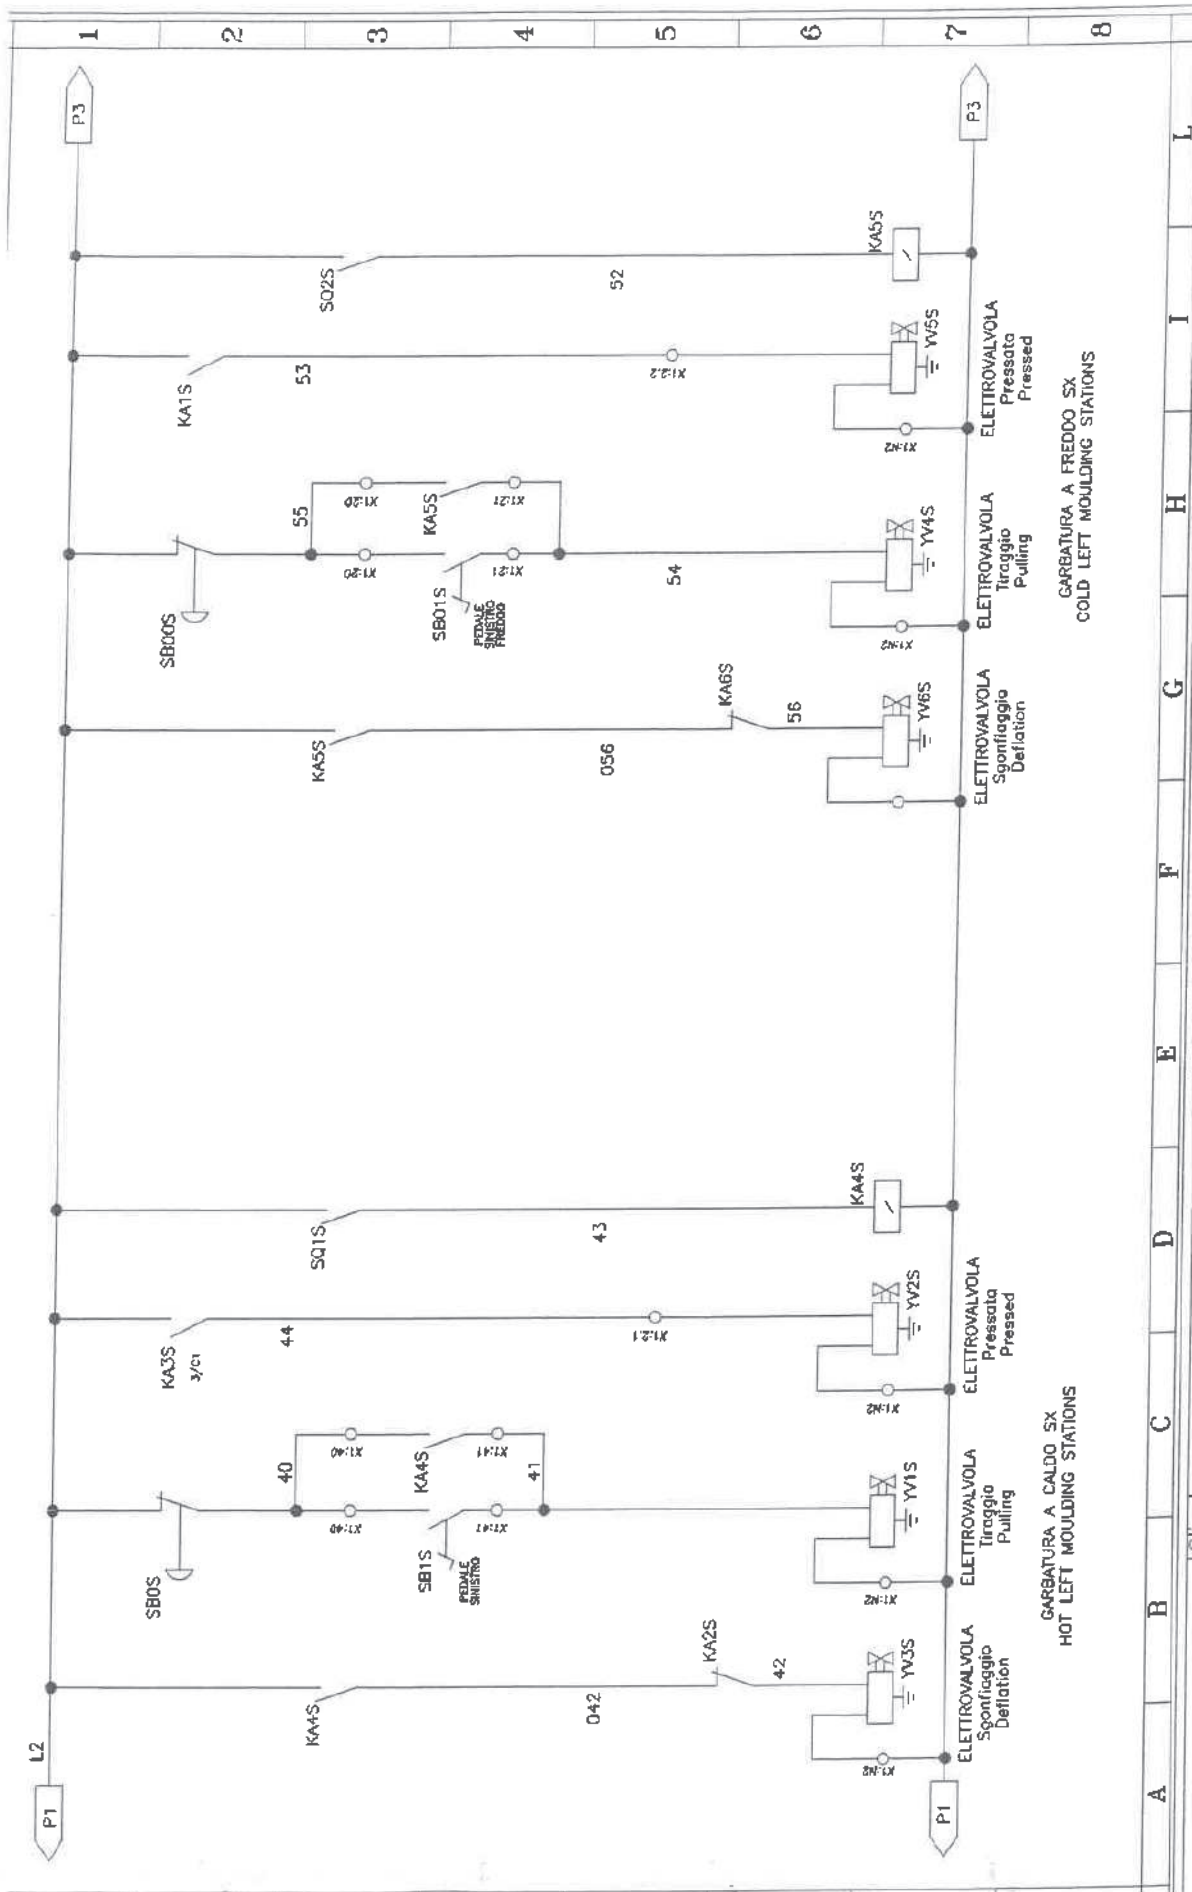 1
2
3
4
5
6
7
8
P3
P3
KA5S
SQ2S
52
KA1S
53
X1:2.2
YV5S
X1:N2
ELETTROVALVOLA
Pressata
Pressed
55
X1:20
KA5S
X1:21
X1:20
X1:21
SB00S
SB01S
PEDALE
SINISTRO
FREDDO
54
YV4S
X1:N2
ELETTROVALVOLA
Tiraggio
Pulling
GARBATURA A FREDDO SX
COLD LEFT MOULDING STATIONS
KA5S
056
KA6S
56
YV6S
ELETTROVALVOLA
Sgonfiaggio
Deflation
SQ1S
43
KA4S
KA3S
3/C1
44
X1:2.1
YV2S
X1:N2
ELETTROVALVOLA
Pressata
Pressed
40
X1:40
KA4S
X1:41
41
X1:40
X1:41
SB0S
SB1S
PEDALE
SINISTRO
YV1S
X1:N2
ELETTROVALVOLA
Tiraggio
Pulling
GARBATURA A CALDO SX
HOT LEFT MOULDING STATIONS
KA4S
042
KA2S
42
YV3S
X1:N2
ELETTROVALVOLA
Sgonfiaggio
Deflation
L2
P1
P1
A
B
C
D
E
F
G
H
I
L